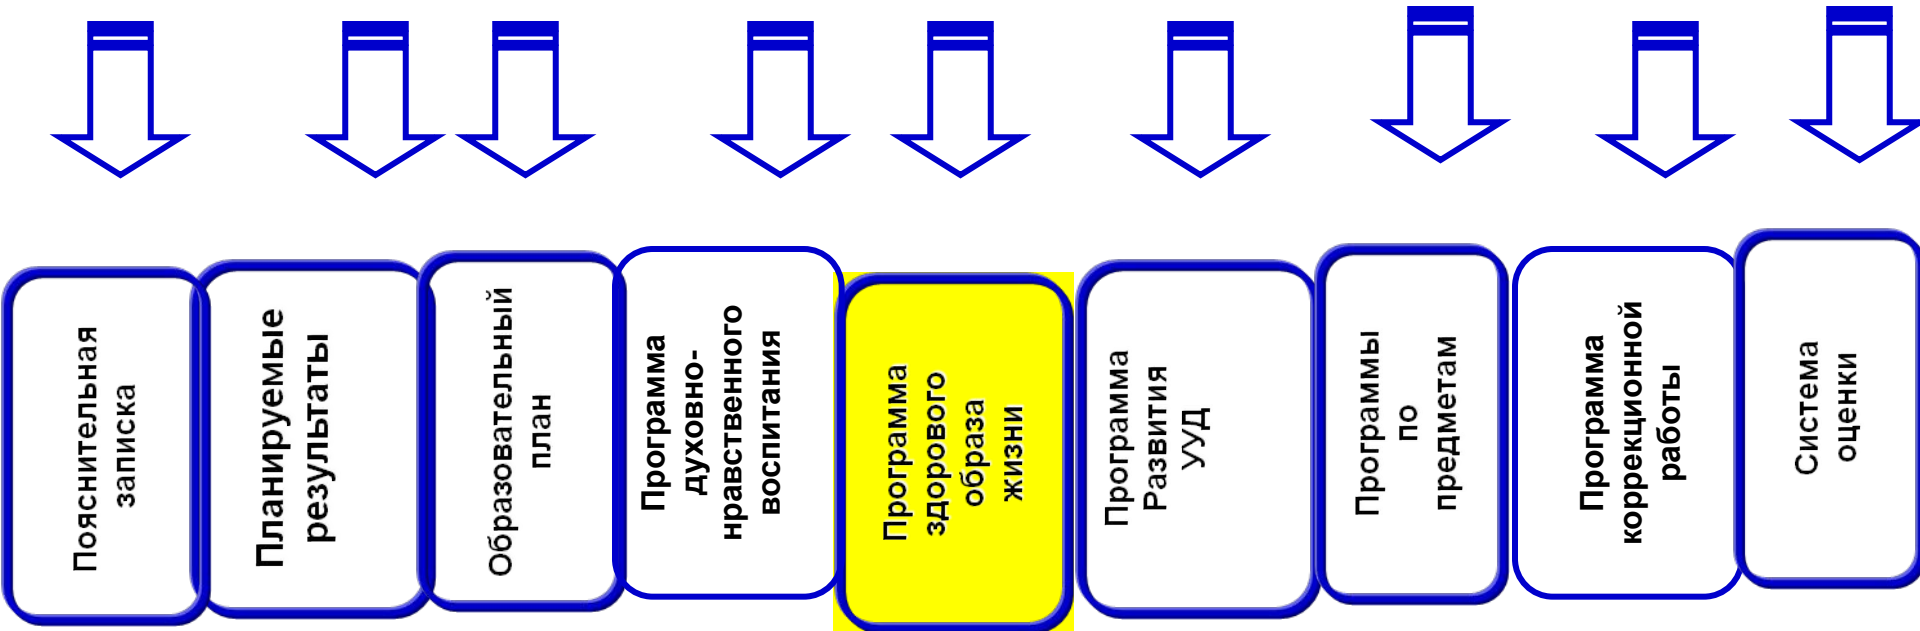 Пояснительная
записка
Планируемые
результаты
Образовательный
план
Программа
духовно-
нравственного
воспитания
Программа
здорового
образа
жизни
Программа
Развития
УУД
Программы
по
предметам
Программа
коррекционной
работы
Система
оценки